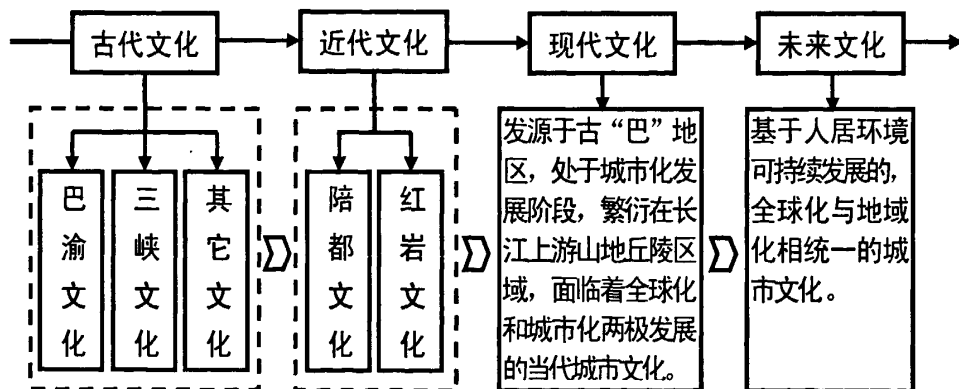 古代文化
近代文化
现代文化
未来文化
巴渝文化
三峡文化
其它文化
陪都文化
红岩文化
发源于古“巴”地
区，处于城市化发
展阶段，繁衍在长
江上游山地丘陵区
域，面临着全球化
和城市化两极发展
的当代城市文化。
基于人居环境
可持续发展的，
全球化与地域
化相统一的城
市文化。